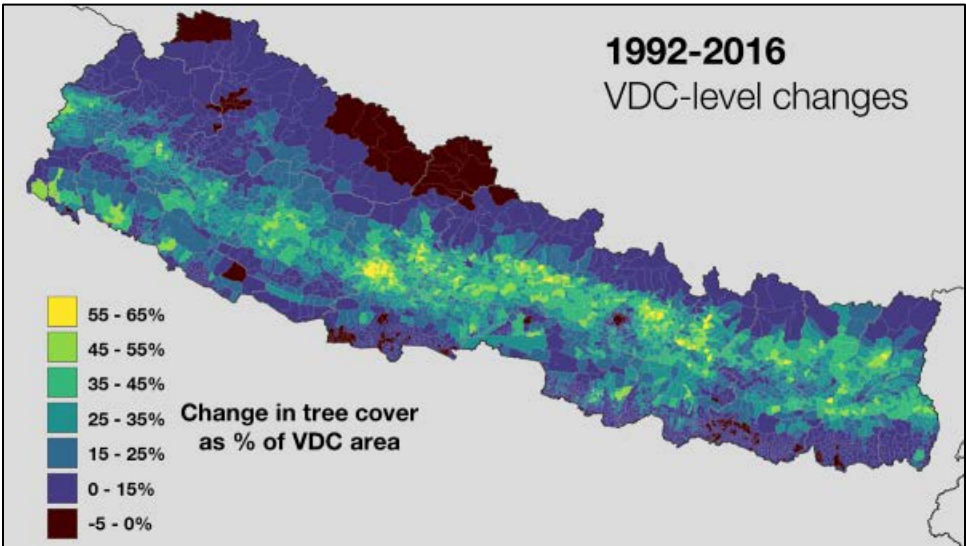 1992-2016
VDC-level changes
55 - 65%
45 - 55%
35 - 45%
25 - 35%
15 - 25%
0 - 15%
-5 - 0%
Change in tree cover
as % of VDC area